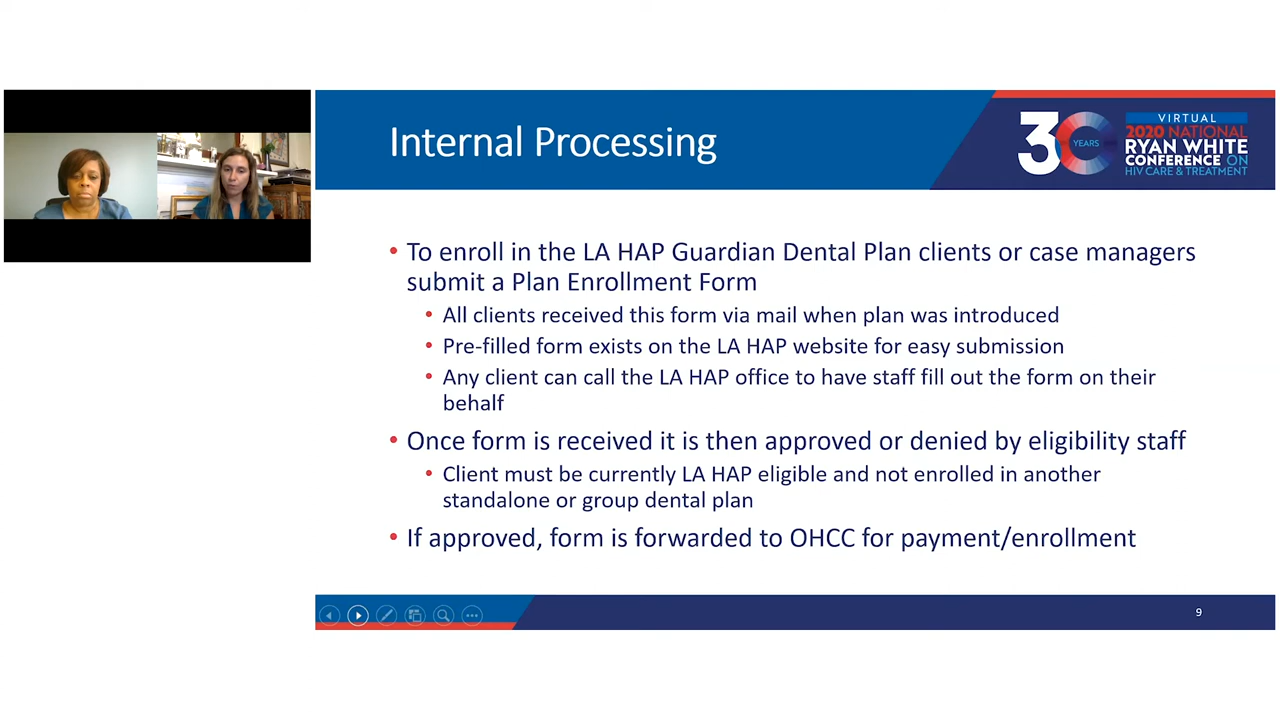 Internal Processing
30
YEARS
VIRTUAL
2020 NATIONAL
RYAN WHITE
CONFERENCE ON
HIV CARE & TREATMENT
• To enroll in the LA HAP Guardian Dental Plan clients or case managers
submit a Plan Enrollment Form
• All clients received this form via mail when plan was introduced
• Pre-filled form exists on the LA HAP website for easy submission
• Any client can call the LA HAP office to have staff fill out the form on their
behalf
• Once form is received it is then approved or denied by eligibility staff
• Client must be currently LA HAP eligible and not enrolled in another
standalone or group dental plan
• If approved, form is forwarded to OHCC for payment/enrollment
9